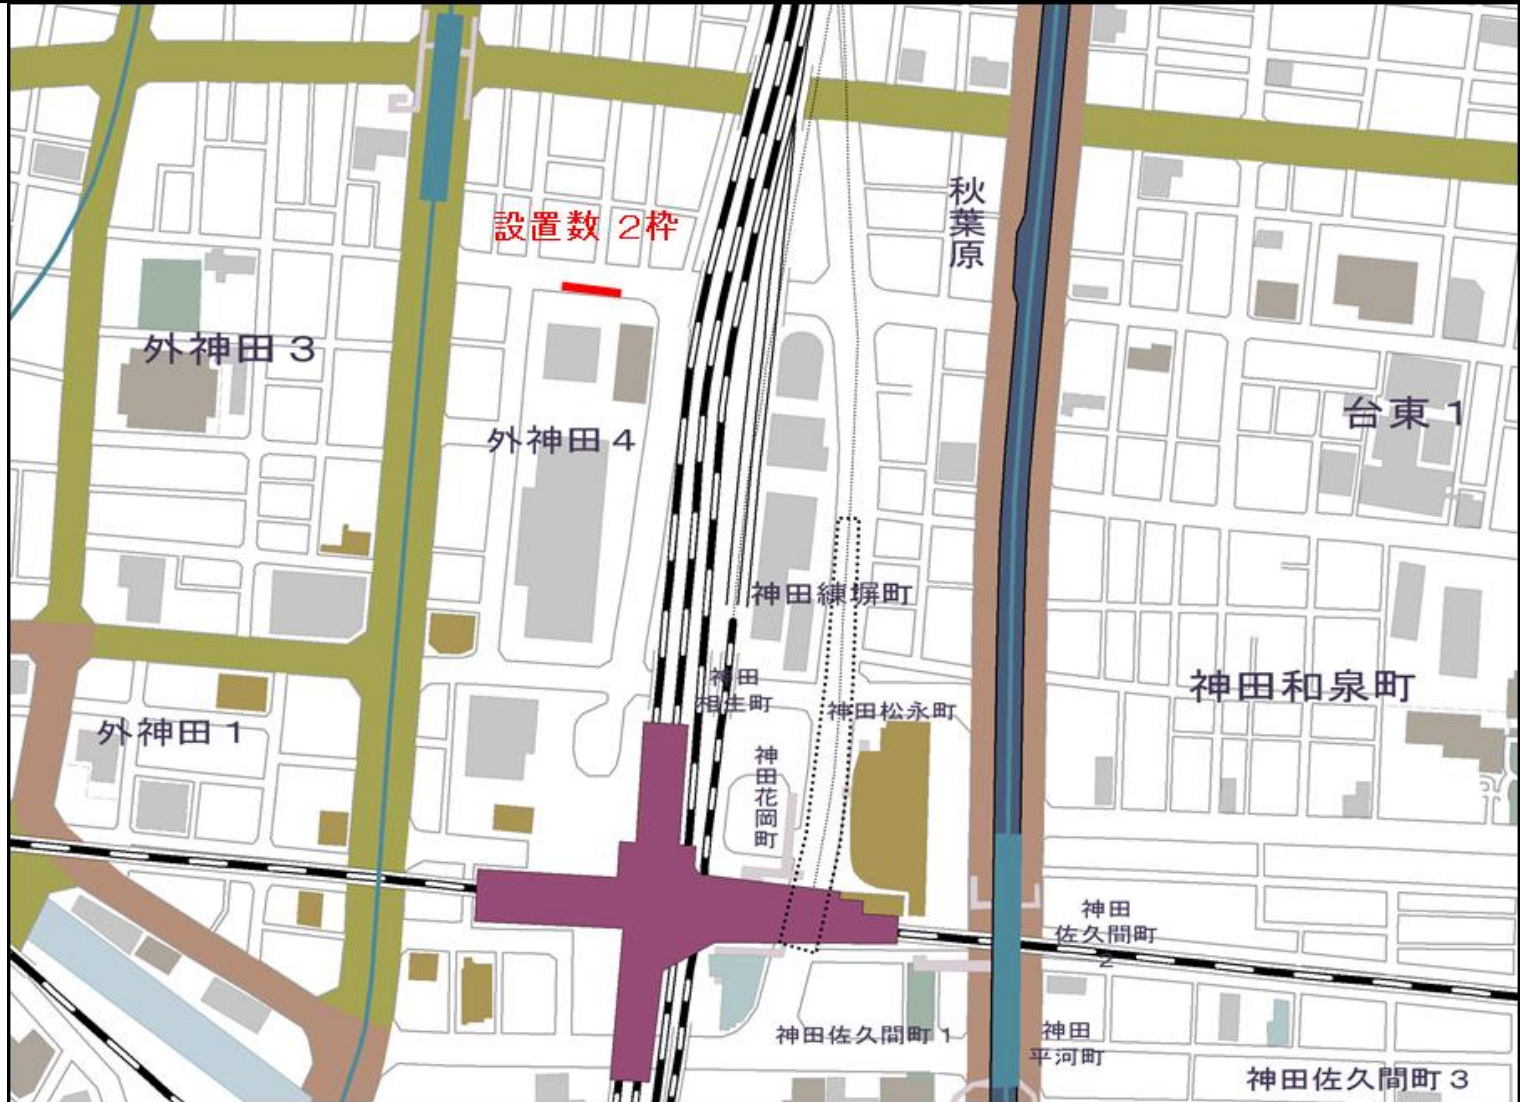 設置数 2枠
秋葉原
外神田3
台東1
外神田4
神田練塀町
神田
相生町
神田松永町
神田和泉町
外神田1
神田花岡町
神田
佐久間町
2
神田佐久間町1
神田
平河町
神田佐久間町3